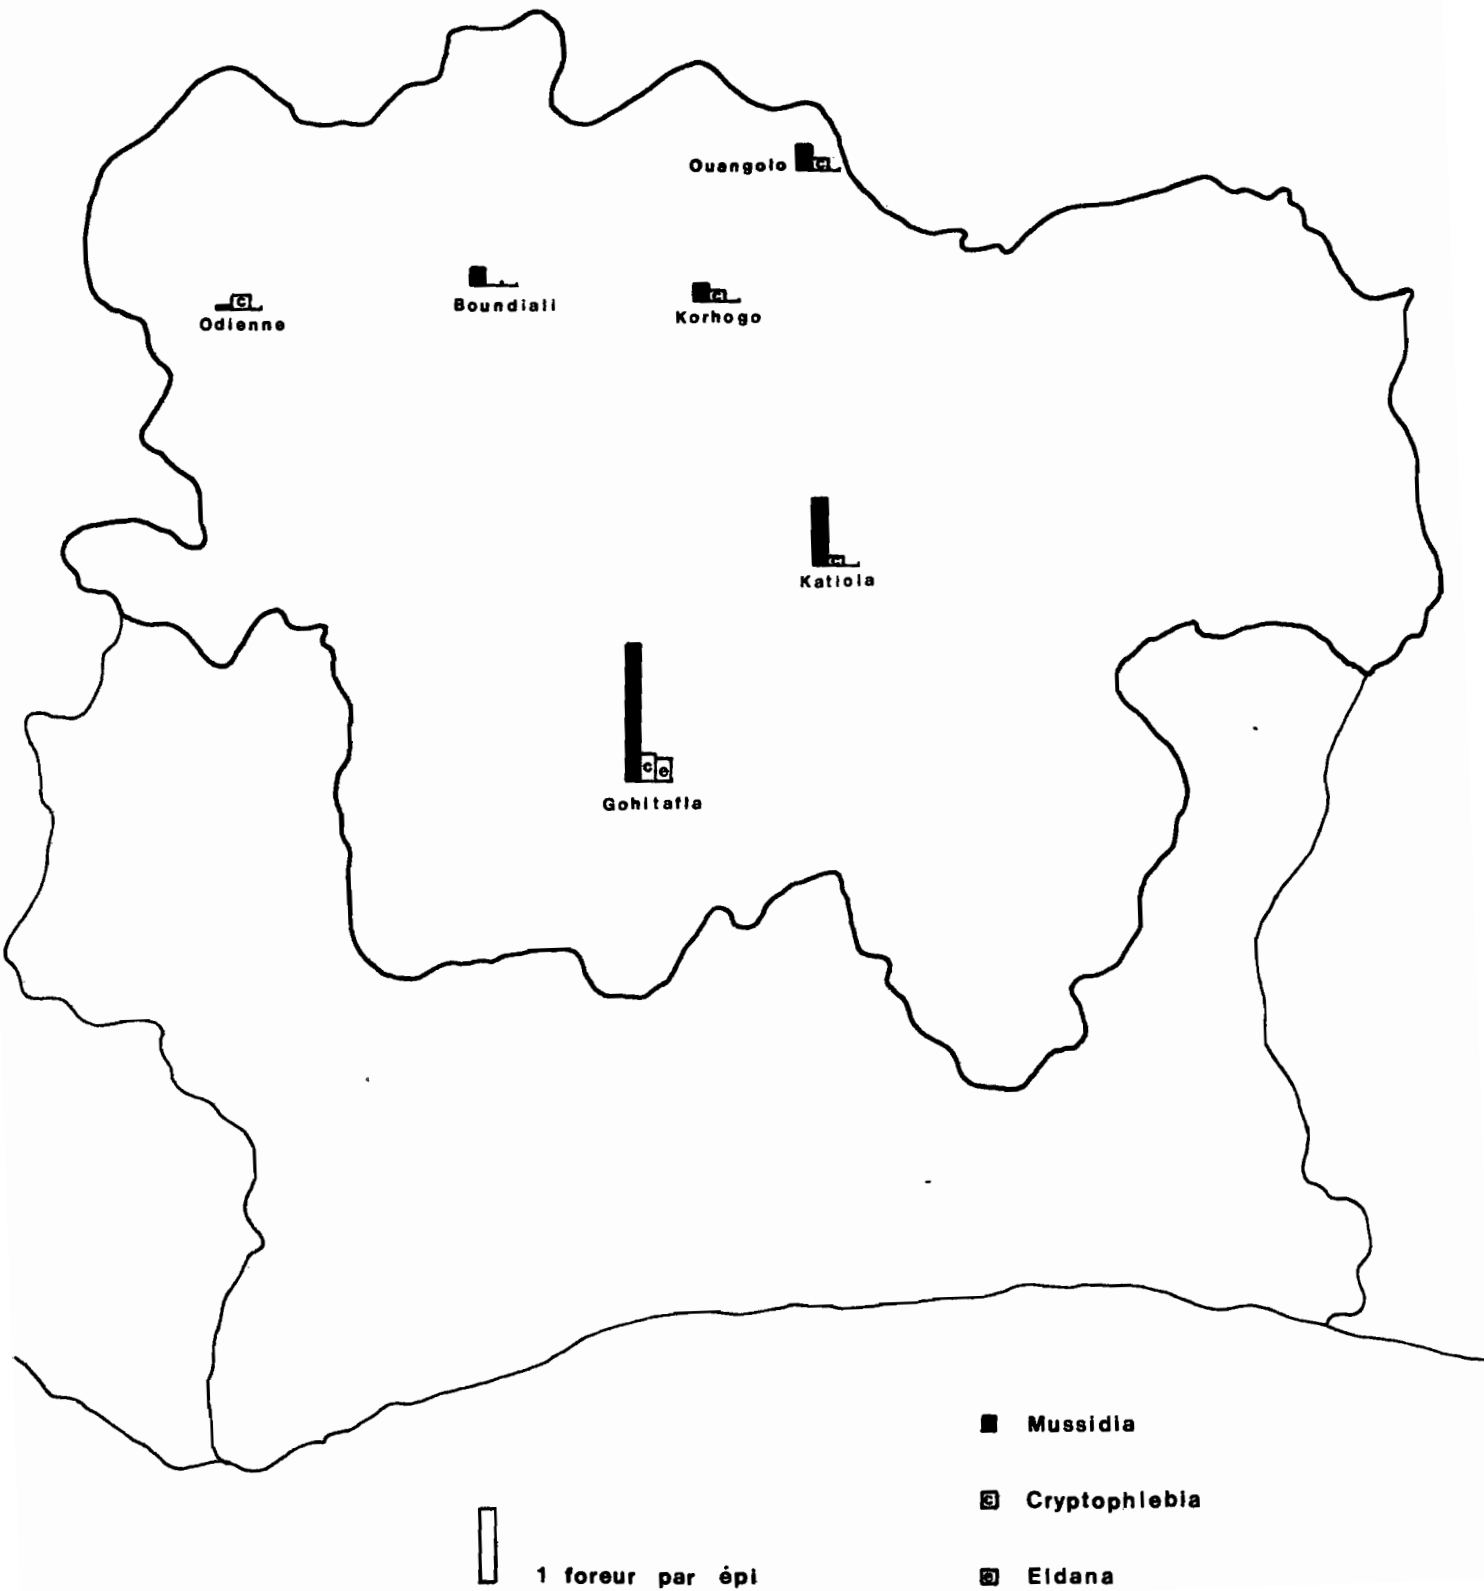 Ouangolo
c
Boundiali
c
Odienne
c
Korhogo
c
Katiola
c
e
Gohitafla
Mussidia
c Cryptophlebia
1 foreur par épi
e Eldana